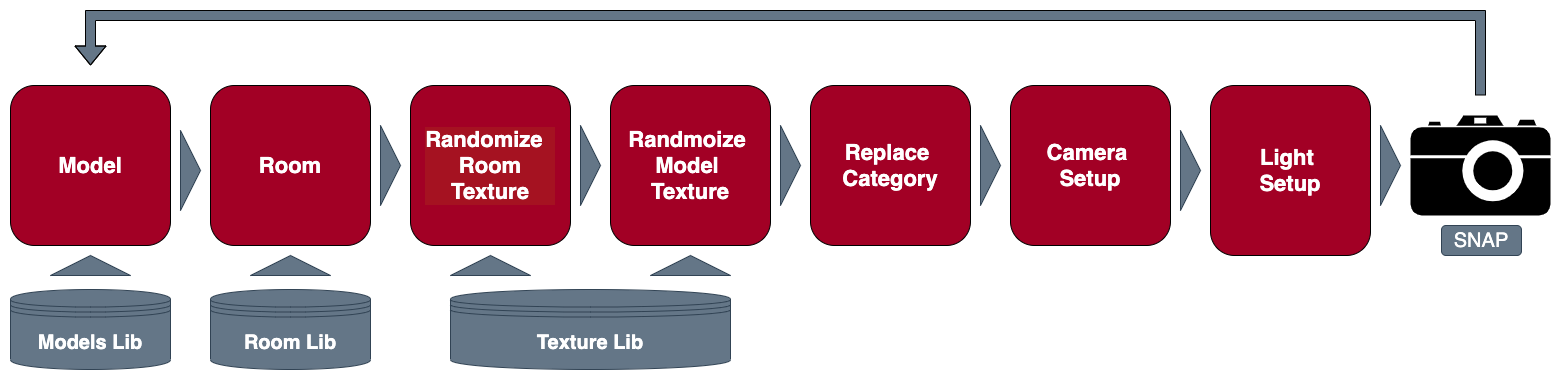 Model
Room
Randomize
Room
Texture
Randmoize
Model
Texture
Replace
Category
Camera
Setup
Light
Setup
SNAP
Models Lib
Room Lib
Texture Lib